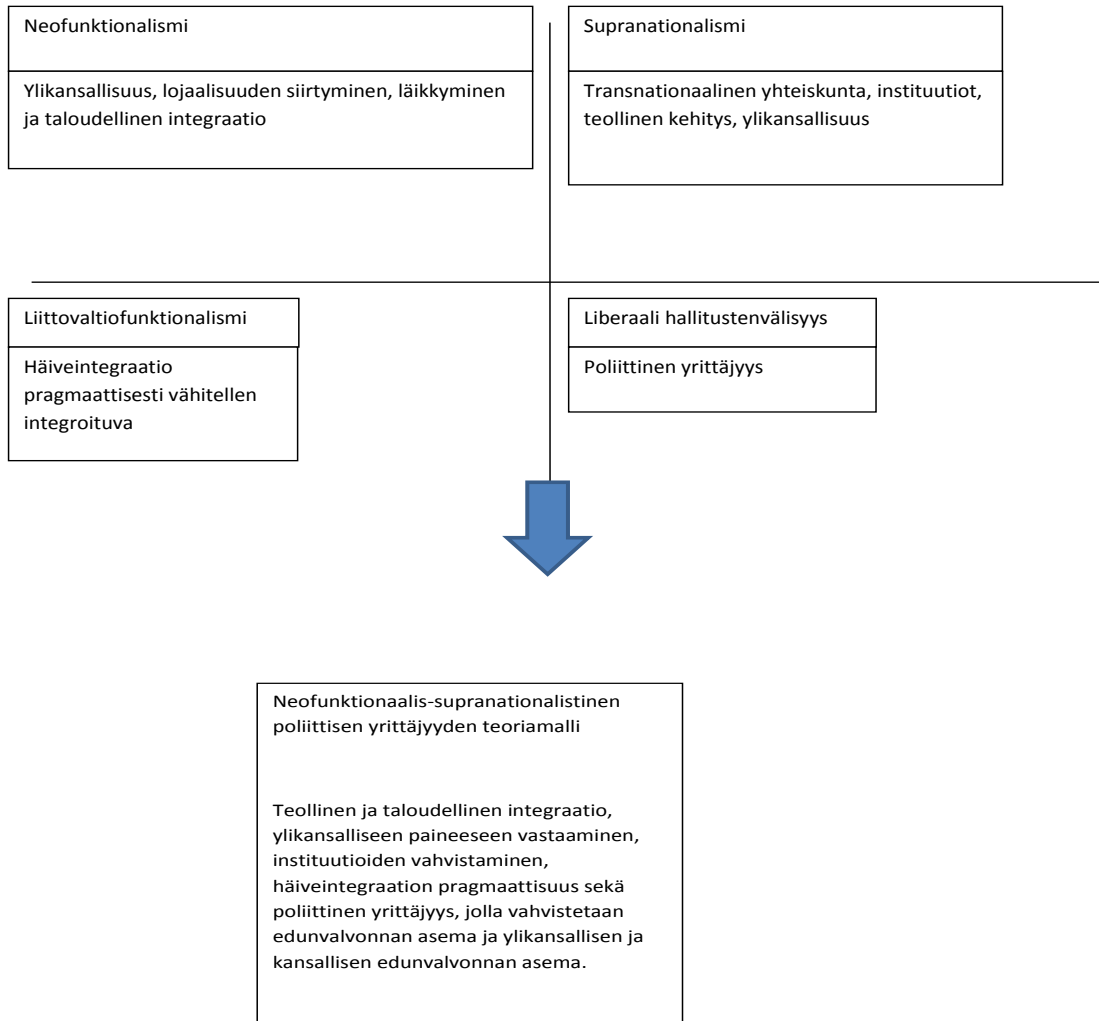 Neofunktionalismi
Ylikansallisuus, lojaalisuuden siirtyminen, läikkyminen
ja taloudellinen integraatio
Supranationalismi
Transnationaalinen yhteiskunta, instituutiot,
teollinen kehitys, ylikansallisuus
Liittovaltiofunktionalismi
Häiveintegraatio
pragmaattisesti vähitellen
integroituva
Liberaali hallitustenvälisyys
Poliittinen yrittäjyys
Neofunktionaalis-supranationalistinen
poliittisen yrittäjyyden teoriamalli
Teollinen ja taloudellinen integraatio,
ylikansalliseen paineeseen vastaaminen,
instituutioiden vahvistaminen,
häiveintegraation pragmaattisuus sekä
poliittinen yrittäjyys, jolla vahvistetaan
edunvalvonnan asema ja ylikansallisen ja
kansallisen edunvalvonnan asema.